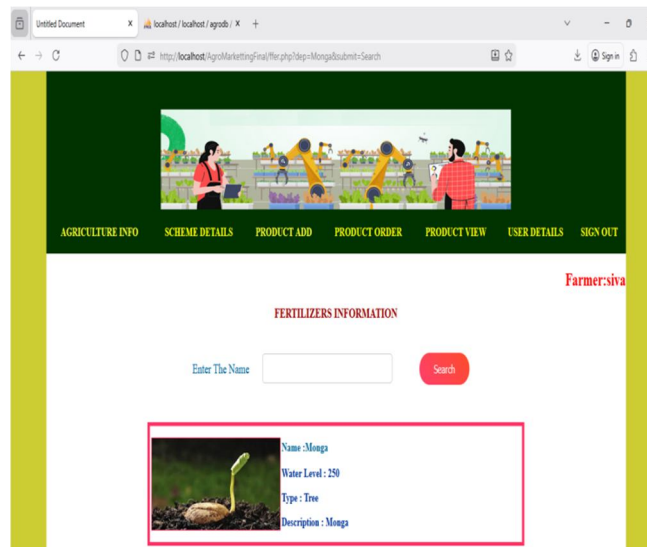 Untitled Document
localhost / localhost / agrodb /
http://localhost/AgroMarkettingFinal/ffer.php?dep=Monga&submit=Search
Sign in
AGRICULTURE INFO SCHEME DETAILS PRODUCT ADD PRODUCT ORDER PRODUCT VIEW USER DETAILS SIGN OUT
Farmer:siva
FERTILIZERS INFORMATION
Enter The Name
Search
Name :Monga
Water Level : 250
Type : Tree
Description : Monga